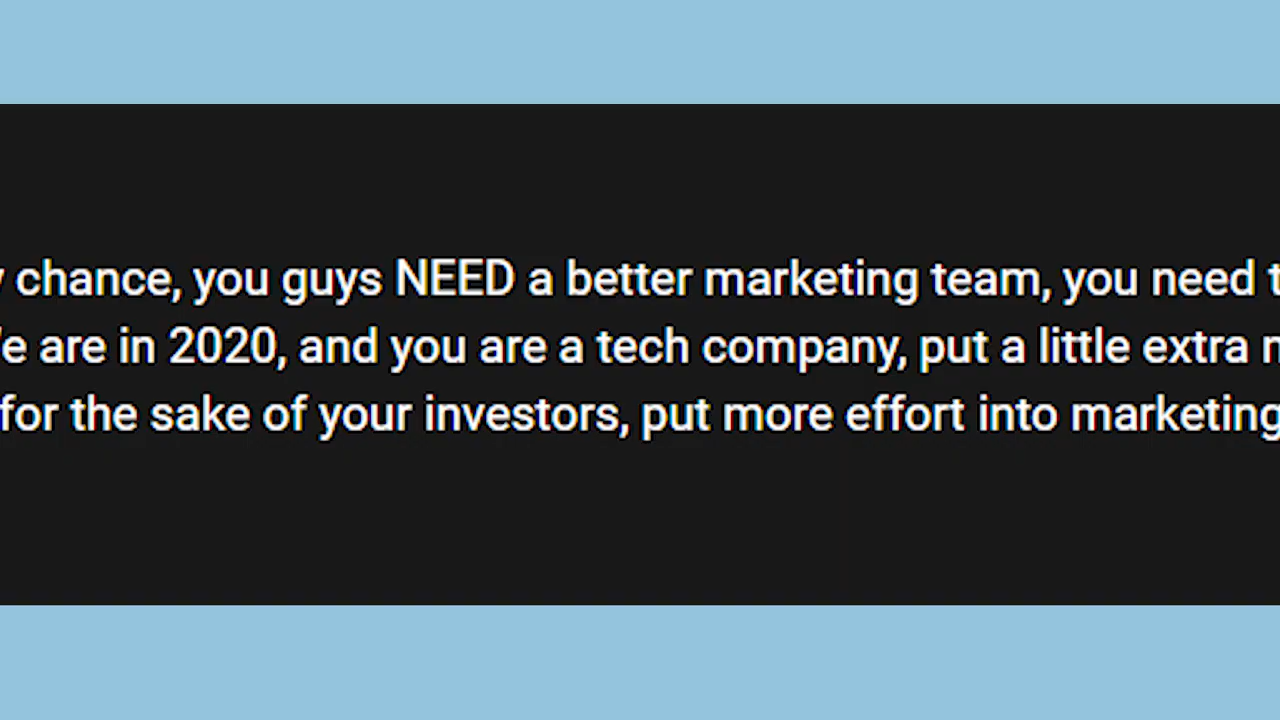 chance, you guys NEED a better marketing team, you need
are in 2020, and you are a tech company, put a little extra
for the sake of your investors, put more effort into marketing